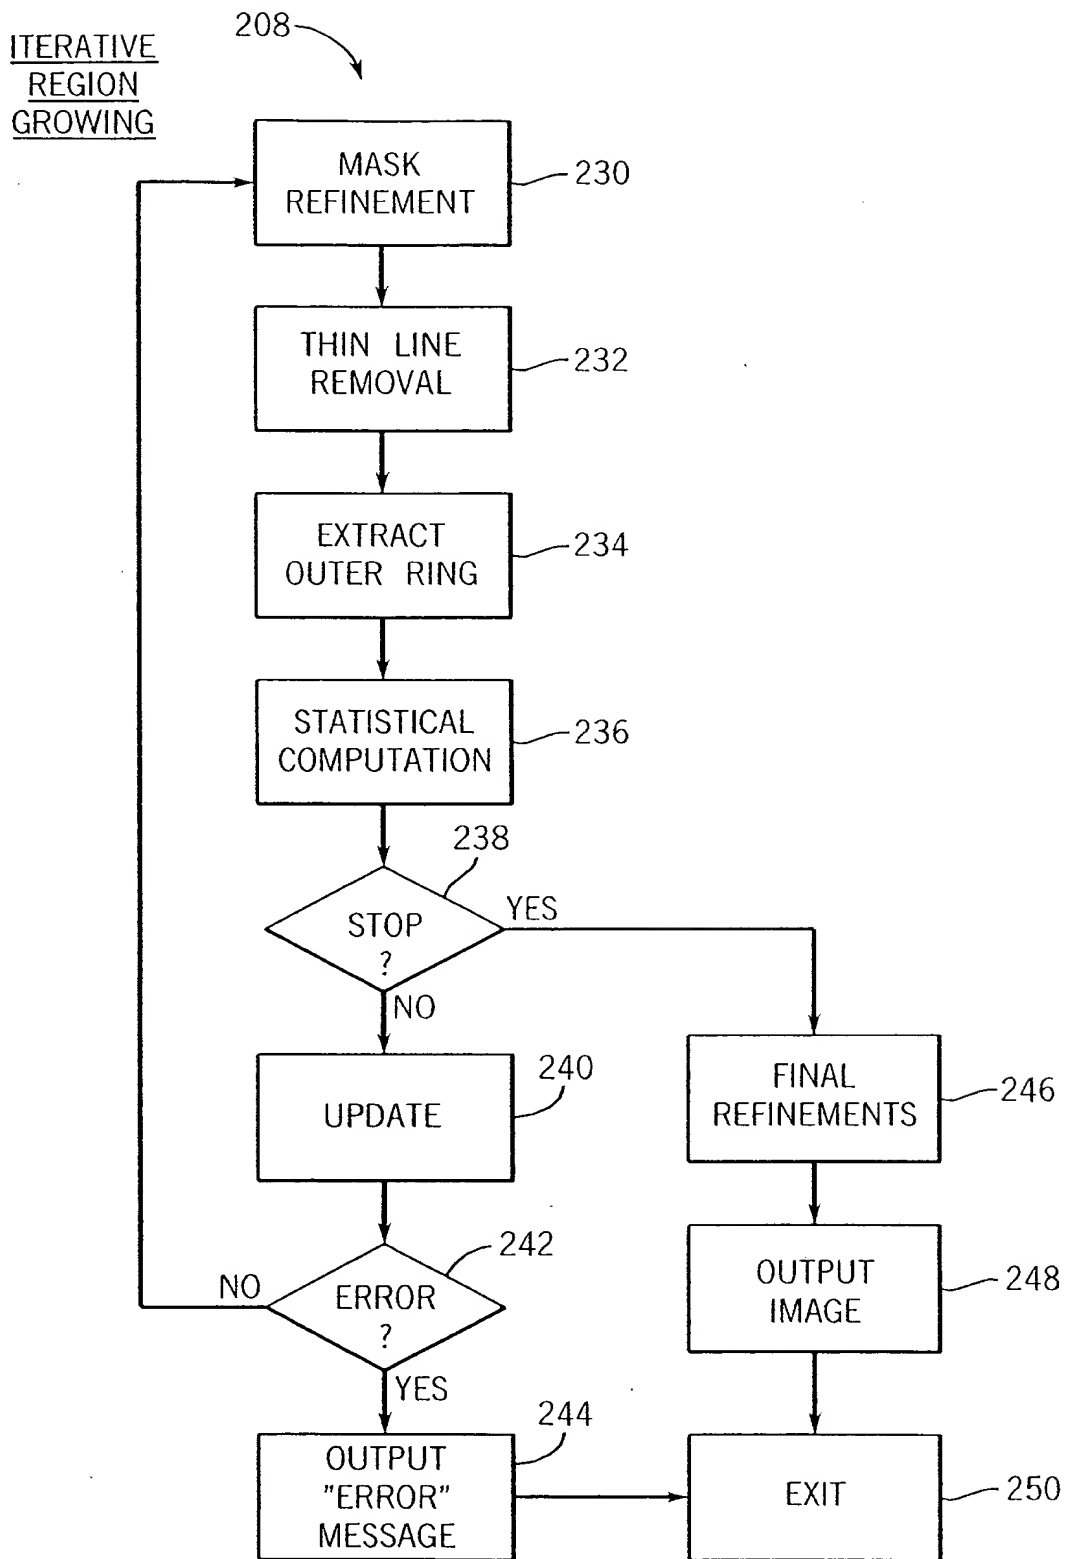 208
ITERATIVE
REGION
GROWING
MASK
REFINEMENT
230
THIN LINE
REMOVAL
232
EXTRACT
OUTER RING
234
STATISTICAL
COMPUTATION
236
238
STOP
?
YES
NO
UPDATE
240
FINAL
REFINEMENTS
246
242
ERROR
?
NO
YES
OUTPUT
IMAGE
248
244
OUTPUT
"ERROR"
MESSAGE
EXIT
250